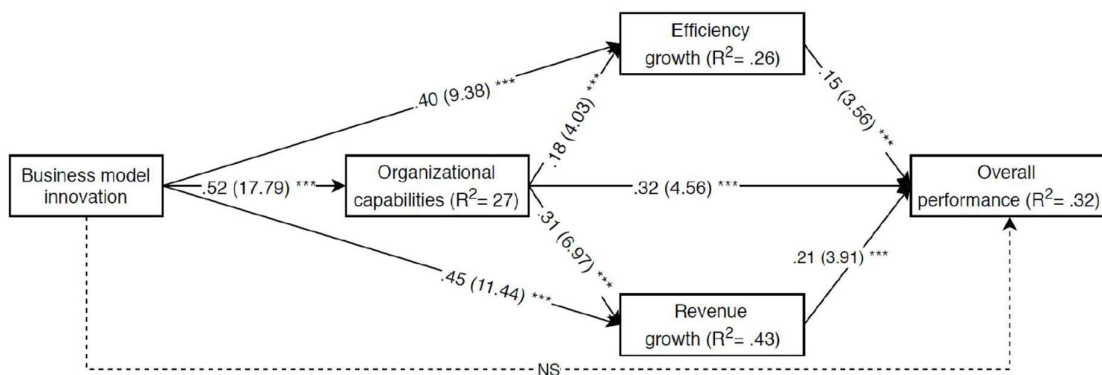 Efficiency
growth (R²= .26)
.40 (9.38) ***
.18 (4.03) ***
.15 (3.56) ***
Business model
innovation
.52 (17.79) ***
Organizational
capabilities (R²= 27)
.32 (4.56) ***
Overall
performance (R²= .32)
.31 (6.97) ***
.45 (11.44) ***
.21 (3.91) ***
Revenue
growth (R²= .43)
NS